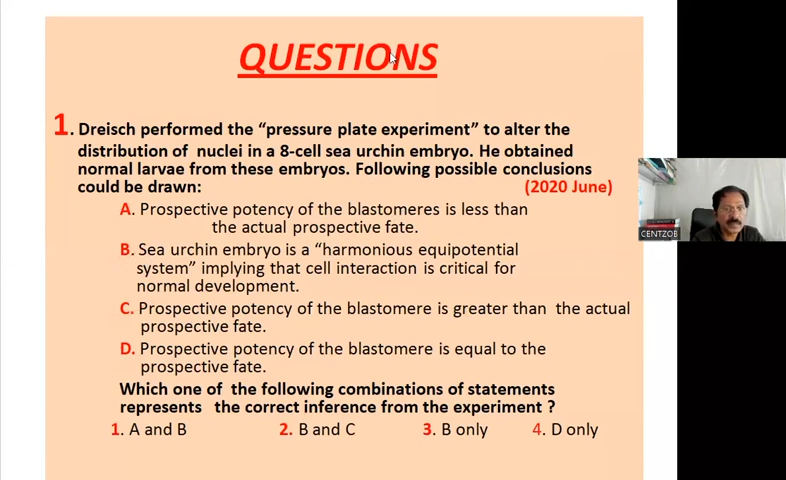 QUESTIONS
1. Dreisch performed the “pressure plate experiment” to alter the
distribution of nuclei in a 8-cell sea urchin embryo. He obtained
normal larvae from these embryos. Following possible conclusions
could be drawn: (2020 June)
A. Prospective potency of the blastomeres is less than
the actual prospective fate.
B. Sea urchin embryo is a “harmonious equipotential
system” implying that cell interaction is critical for
normal development.
C. Prospective potency of the blastomere is greater than the actual
prospective fate.
D. Prospective potency of the blastomere is equal to the
prospective fate.
Which one of the following combinations of statements
represents the correct inference from the experiment ?
1. A and B 2. B and C 3. B only 4. D only
CENTZOB